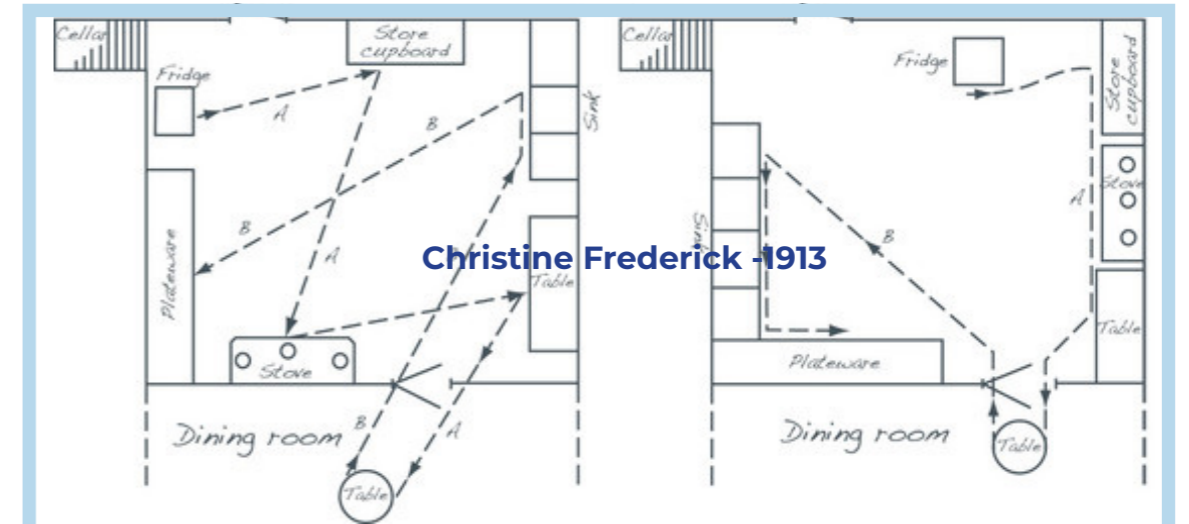 Cellar
Store
cupboard
Fridge
A
B
Sink
B
A
Plateware
Table
Stove
B
A
Dining room
Table
Christine Frederick -1913
Cellar
Fridge
Store
cupboard
Stove
A
B
Sink
Table
Plateware
Dining room
Table